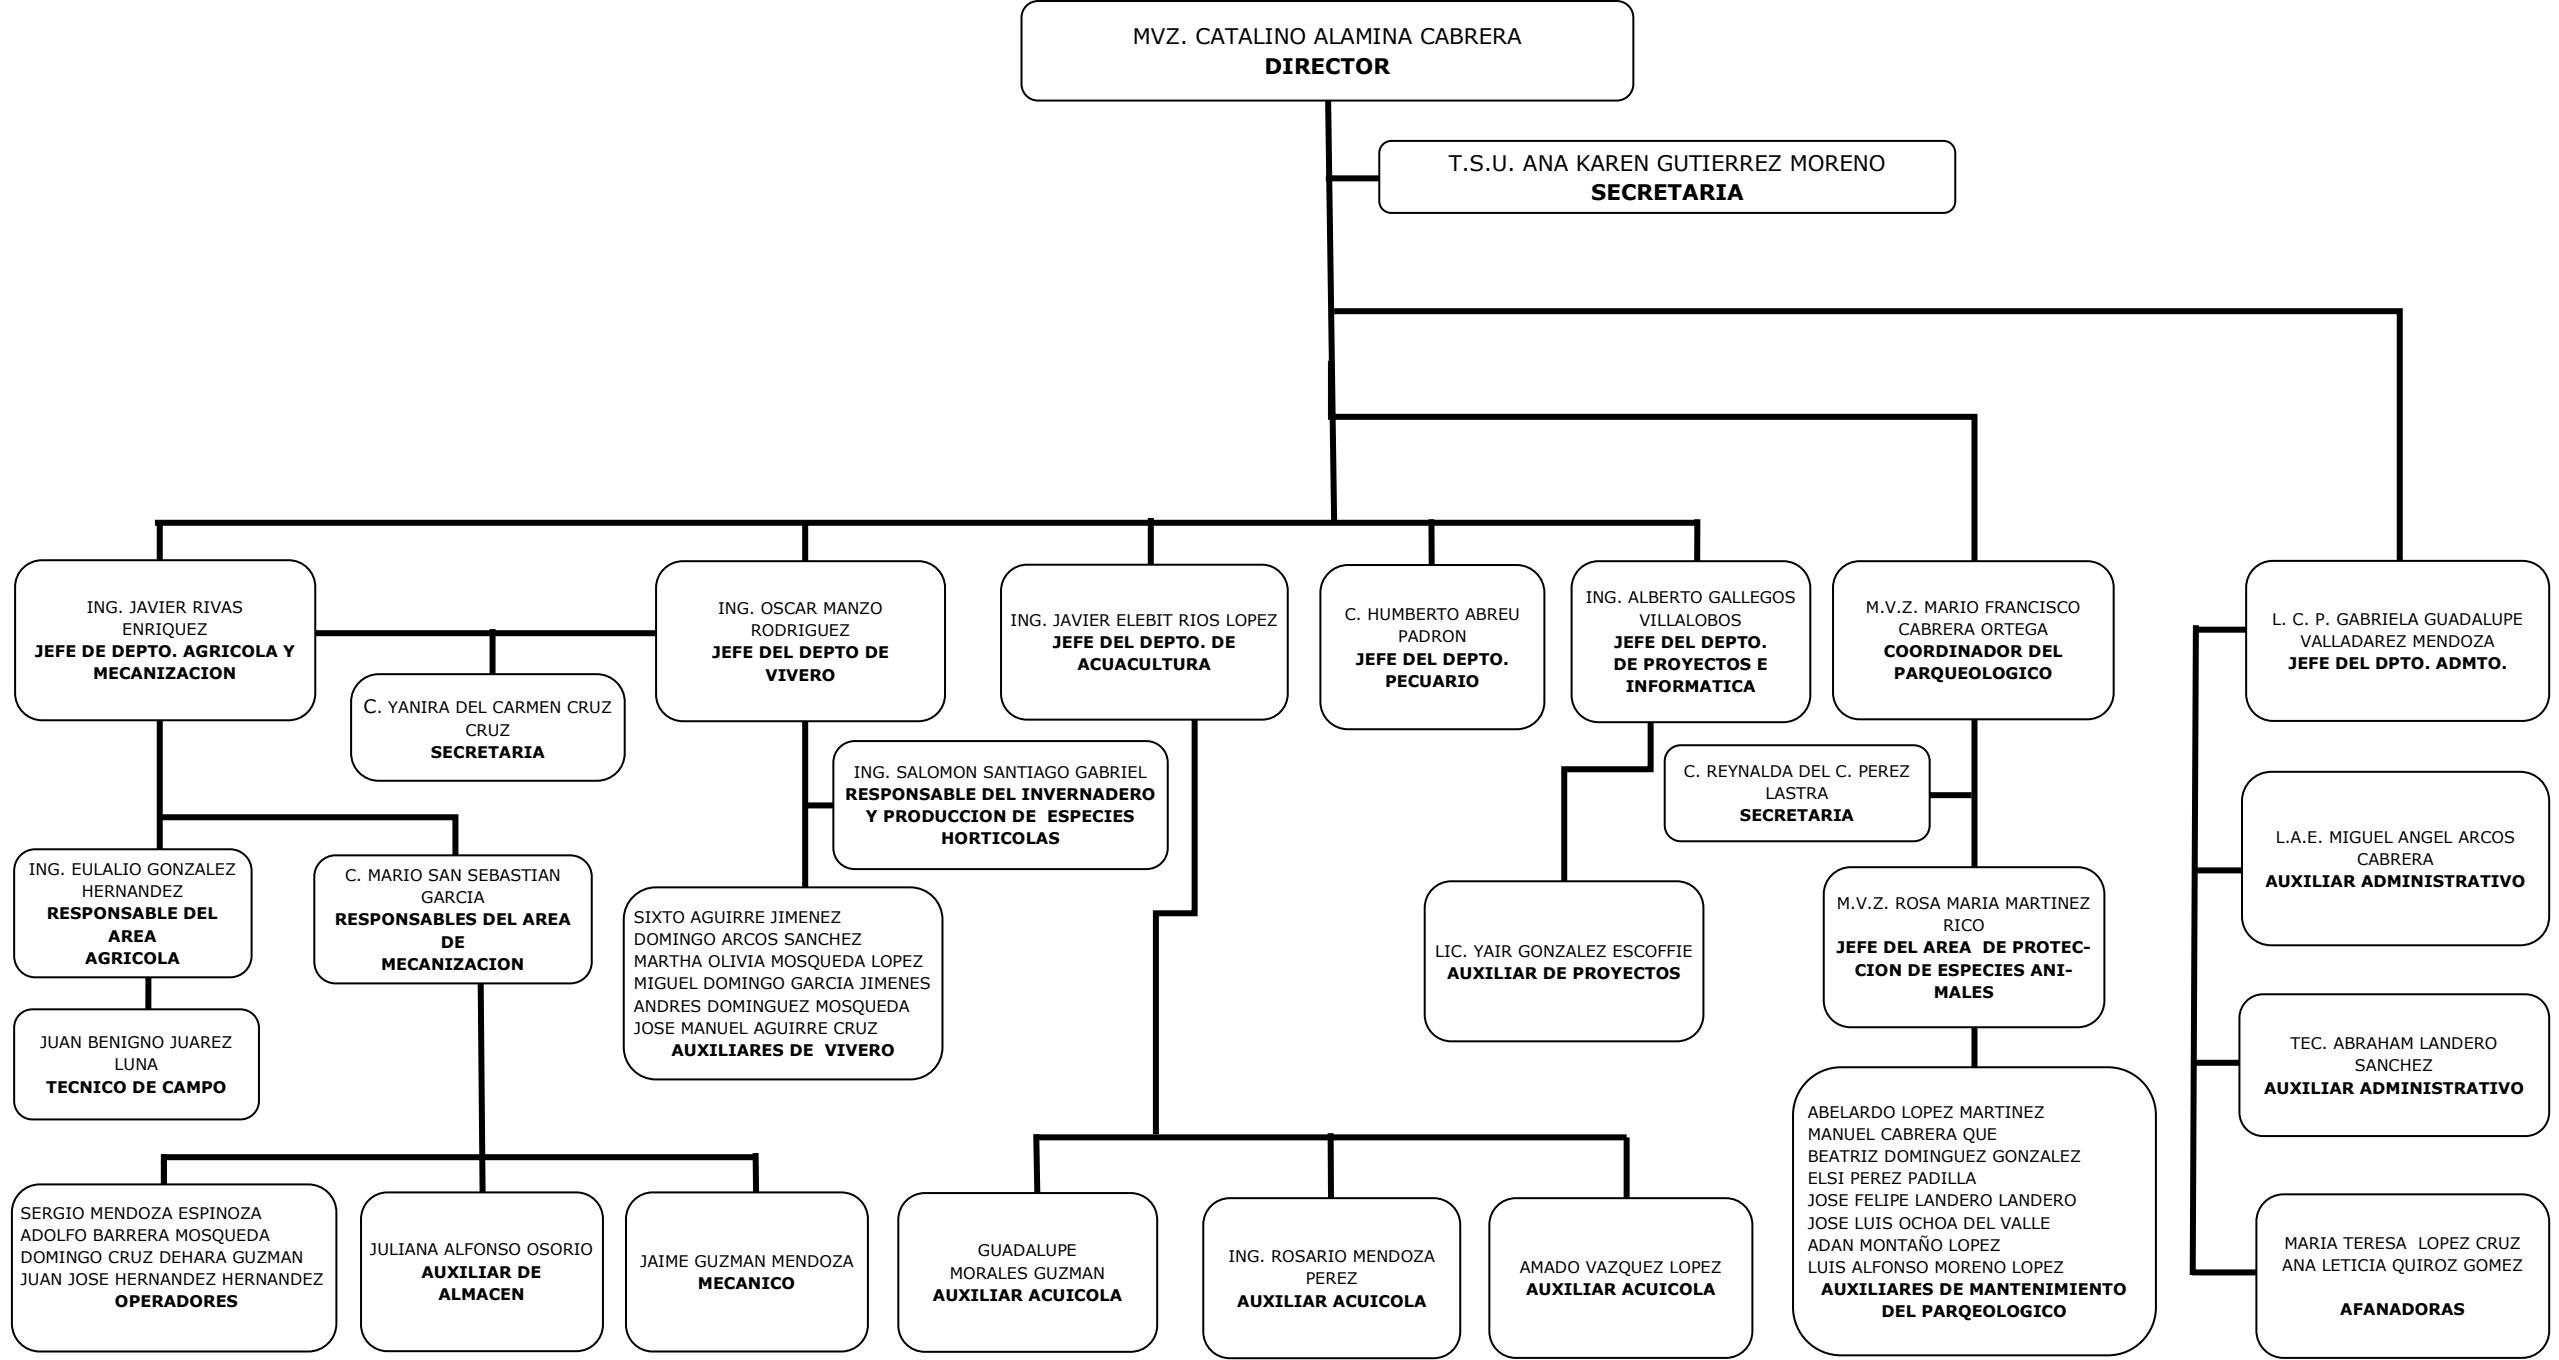 MVZ. CATALINO ALAMINA CABRERA
DIRECTOR
T.S.U. ANA KAREN GUTIERREZ MORENO
SECRETARIA
ING. JAVIER RIVAS
ENRIQUEZ
JEFE DE DEPTO. AGRICOLA Y
MECANIZACION
C. YANIRA DEL CARMEN CRUZ
CRUZ
SECRETARIA
ING. OSCAR MANZO
RODRIGUEZ
JEFE DEL DEPTO DE
VIVERO
ING. JAVIER ELEBIT RIOS LOPEZ
JEFE DEL DEPTO. DE
ACUACULTURA
C. HUMBERTO ABREU
PADRON
JEFE DEL DEPTO.
PECUARIO
ING. ALBERTO GALLEGOS
VILLALOBOS
JEFE DEL DEPTO.
DE PROYECTOS E
INFORMATICA
M.V.Z. MARIO FRANCISCO
CABRERA ORTEGA
COORDINADOR DEL
PARQUEOLOGICO
L. C. P. GABRIELA GUADALUPE
VALLADAREZ MENDOZA
JEFE DEL DPTO. ADMTO.
ING. SALOMON SANTIAGO GABRIEL
RESPONSABLE DEL INVERNADERO
Y PRODUCCION DE  ESPECIES
HORTICOLAS
C. REYNALDA DEL C. PEREZ
LASTRA
SECRETARIA
L.A.E. MIGUEL ANGEL ARCOS
CABRERA
AUXILIAR ADMINISTRATIVO
ING. EULALIO GONZALEZ
HERNANDEZ
RESPONSABLE DEL
AREA
AGRICOLA
C. MARIO SAN SEBASTIAN
GARCIA
RESPONSABLES DEL AREA
DE
MECANIZACION
SIXTO AGUIRRE JIMENEZ
DOMINGO ARCOS SANCHEZ
MARTHA OLIVIA MOSQUEDA LOPEZ
MIGUEL DOMINGO GARCIA JIMENES
ANDRES DOMINGUEZ MOSQUEDA
JOSE MANUEL AGUIRRE CRUZ
AUXILIARES DE  VIVERO
LIC. YAIR GONZALEZ ESCOFFIE
AUXILIAR DE PROYECTOS
M.V.Z. ROSA MARIA MARTINEZ
RICO
JEFE DEL AREA  DE PROTEC-
CION DE ESPECIES ANI-
MALES
JUAN BENIGNO JUAREZ
LUNA
TECNICO DE CAMPO
TEC. ABRAHAM LANDERO
SANCHEZ
AUXILIAR ADMINISTRATIVO
SERGIO MENDOZA ESPINOZA
ADOLFO BARRERA MOSQUEDA
DOMINGO CRUZ DEHARA GUZMAN
JUAN JOSE HERNANDEZ HERNANDEZ
OPERADORES
JULIANA ALFONSO OSORIO
AUXILIAR DE
ALMACEN
JAIME GUZMAN MENDOZA
MECANICO
GUADALUPE
MORALES GUZMAN
AUXILIAR ACUICOLA
ING. ROSARIO MENDOZA
PEREZ
AUXILIAR ACUICOLA
AMADO VAZQUEZ LOPEZ
AUXILIAR ACUICOLA
ABELARDO LOPEZ MARTINEZ
MANUEL CABRERA QUE
BEATRIZ DOMINGUEZ GONZALEZ
ELSI PEREZ PADILLA
JOSE FELIPE LANDERO LANDERO
JOSE LUIS OCHOA DEL VALLE
ADAN MONTAÑO LOPEZ
LUIS ALFONSO MORENO LOPEZ
AUXILIARES DE MANTENIMIENTO
DEL PARQEOLOGICO
MARIA TERESA  LOPEZ CRUZ
ANA LETICIA QUIROZ GOMEZ
AFANADORAS